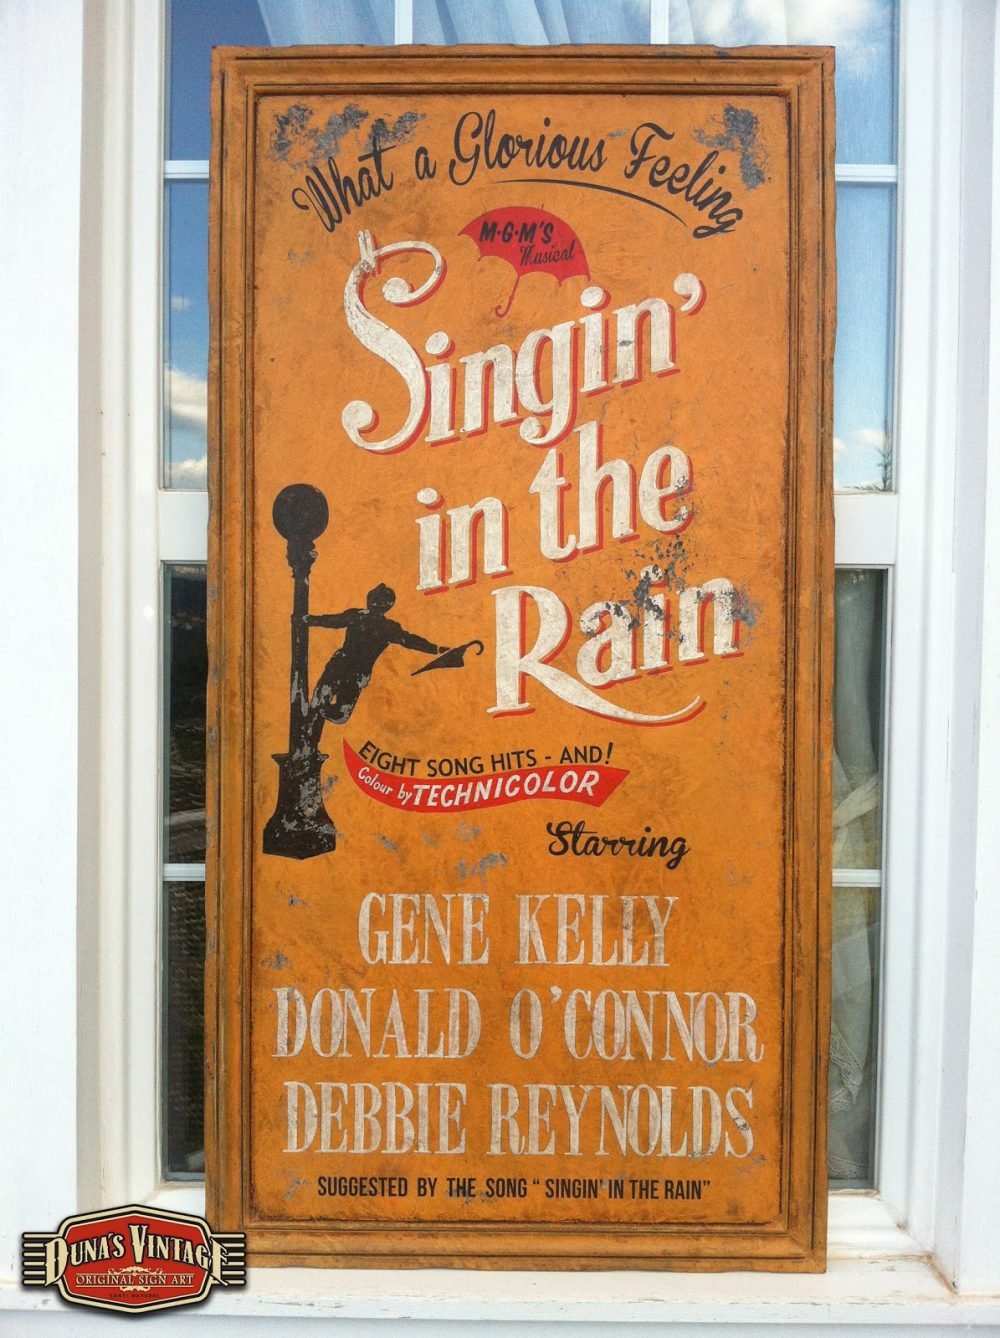 What a Glorious Feeling
M·G·M'S
Musical
Singin'
in the
Rain
EIGHT SONG HITS - AND!
Colour by TECHNICOLOR
Starring
GENE KELLY
DONALD O'CONNOR
DEBBIE REYNOLDS
SUGGESTED BY THE SONG " SINGIN' IN THE RAIN"
DUNA'S VINTAGE
ORIGINAL SIGN ART